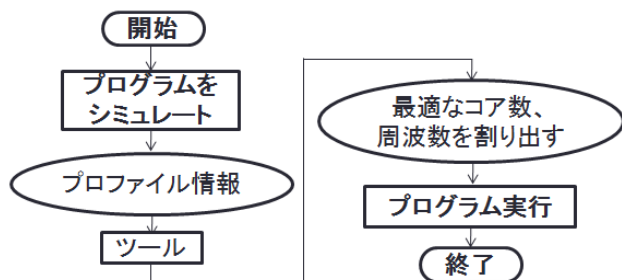 開始
プログラムを
シミュレート
プロファイル情報
ツール
最適なコア数、
周波数を割り出す
プログラム実行
終了